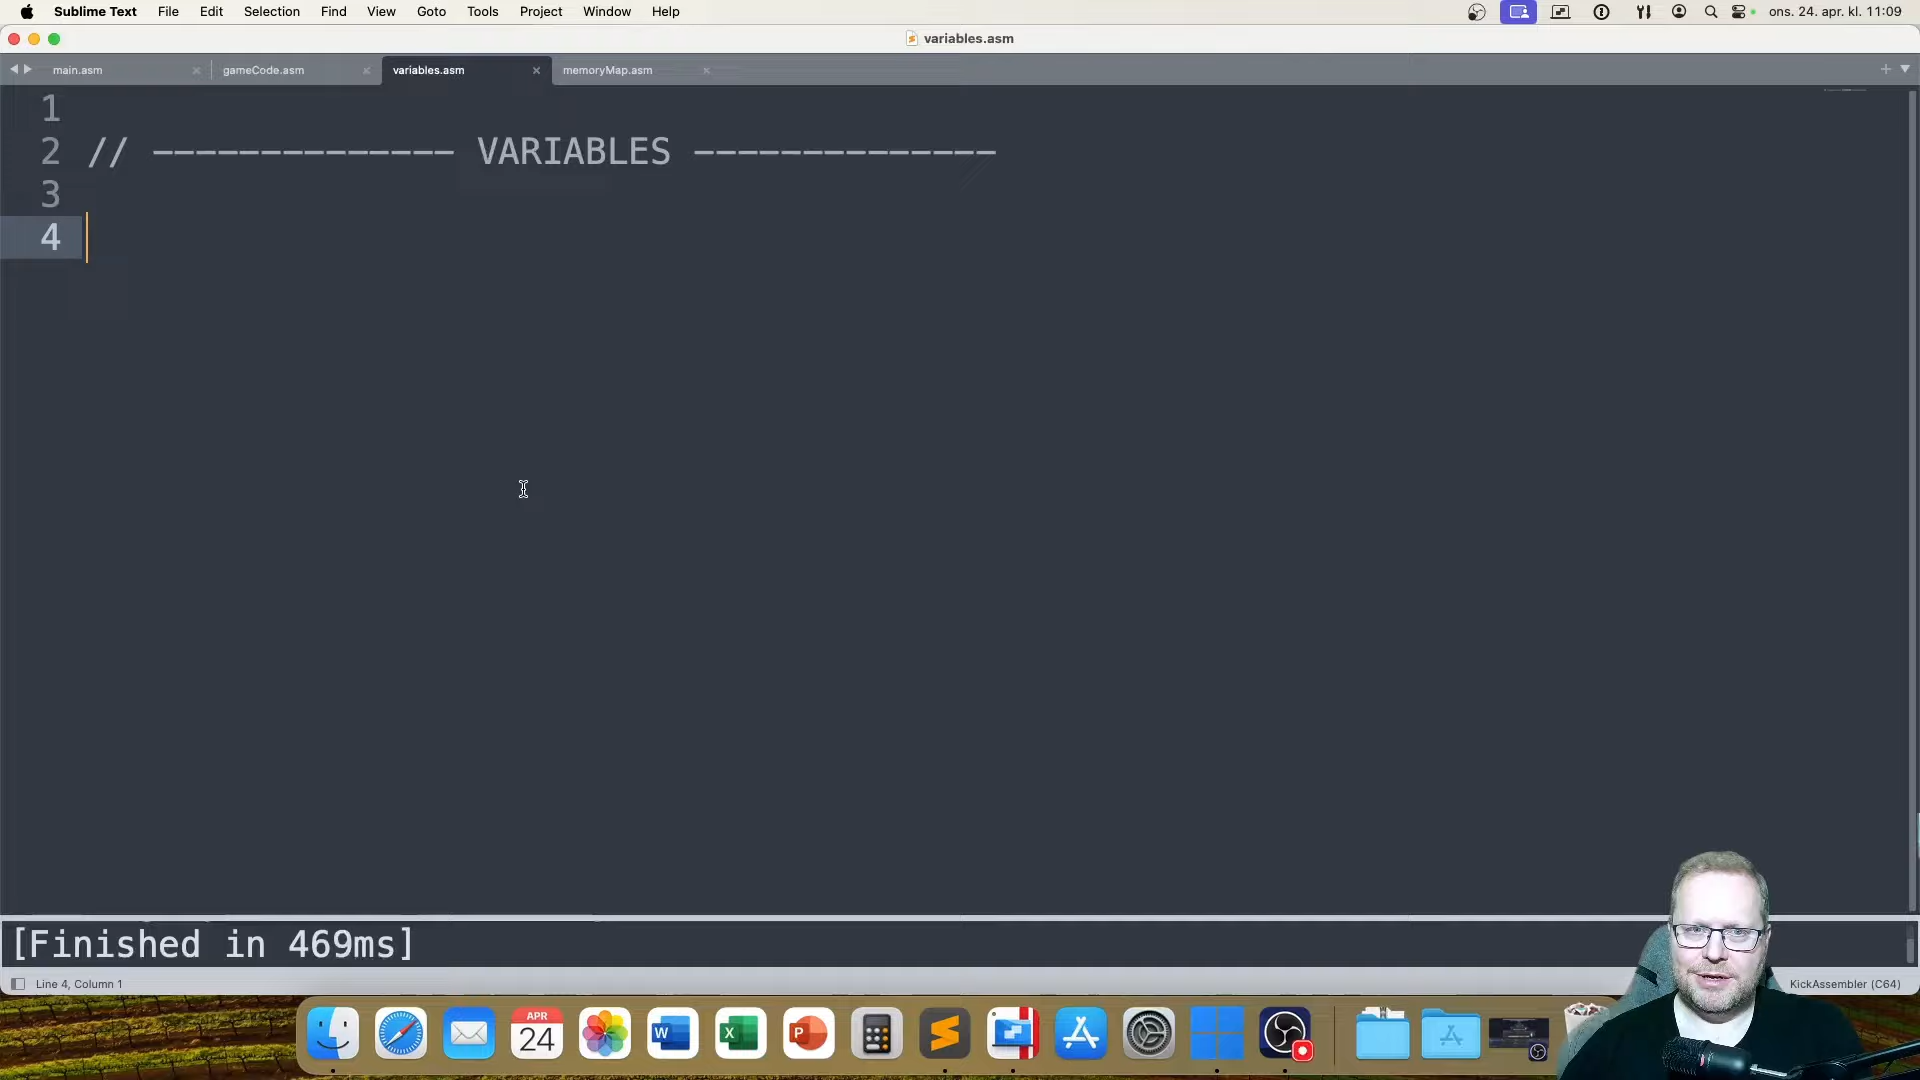 Sublime Text File Edit Selection Find View Goto Tools Project Window Help ons. 24. apr. kl. 11:09
variables.asm
main.asm gameCode.asm variables.asm memoryMap.asm
1
2 // -------------- VARIABLES --------------
3
4
[Finished in 469ms]
Line 4, Column 1 KickAssembler (C64)
APR
24
W
X
P